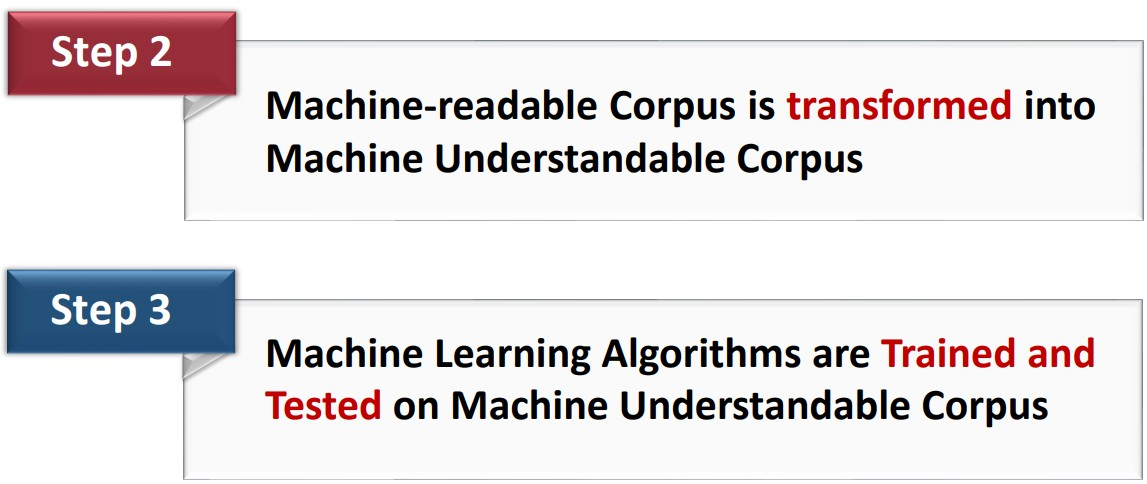 Step 2
Machine-readable Corpus is transformed into
Machine Understandable Corpus
Step 3
Machine Learning Algorithms are Trained and
Tested on Machine Understandable Corpus